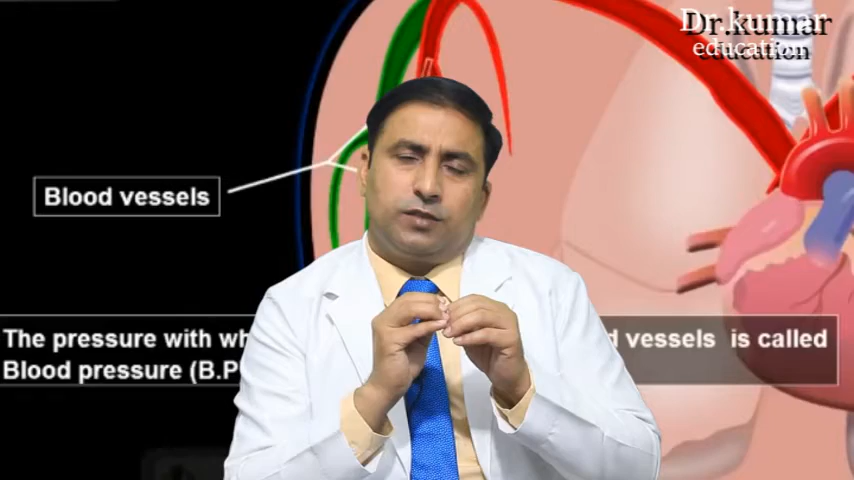 Dr.kumar
education
Blood vessels
The pressure with wh
d vessels is called
Blood pressure (B.P